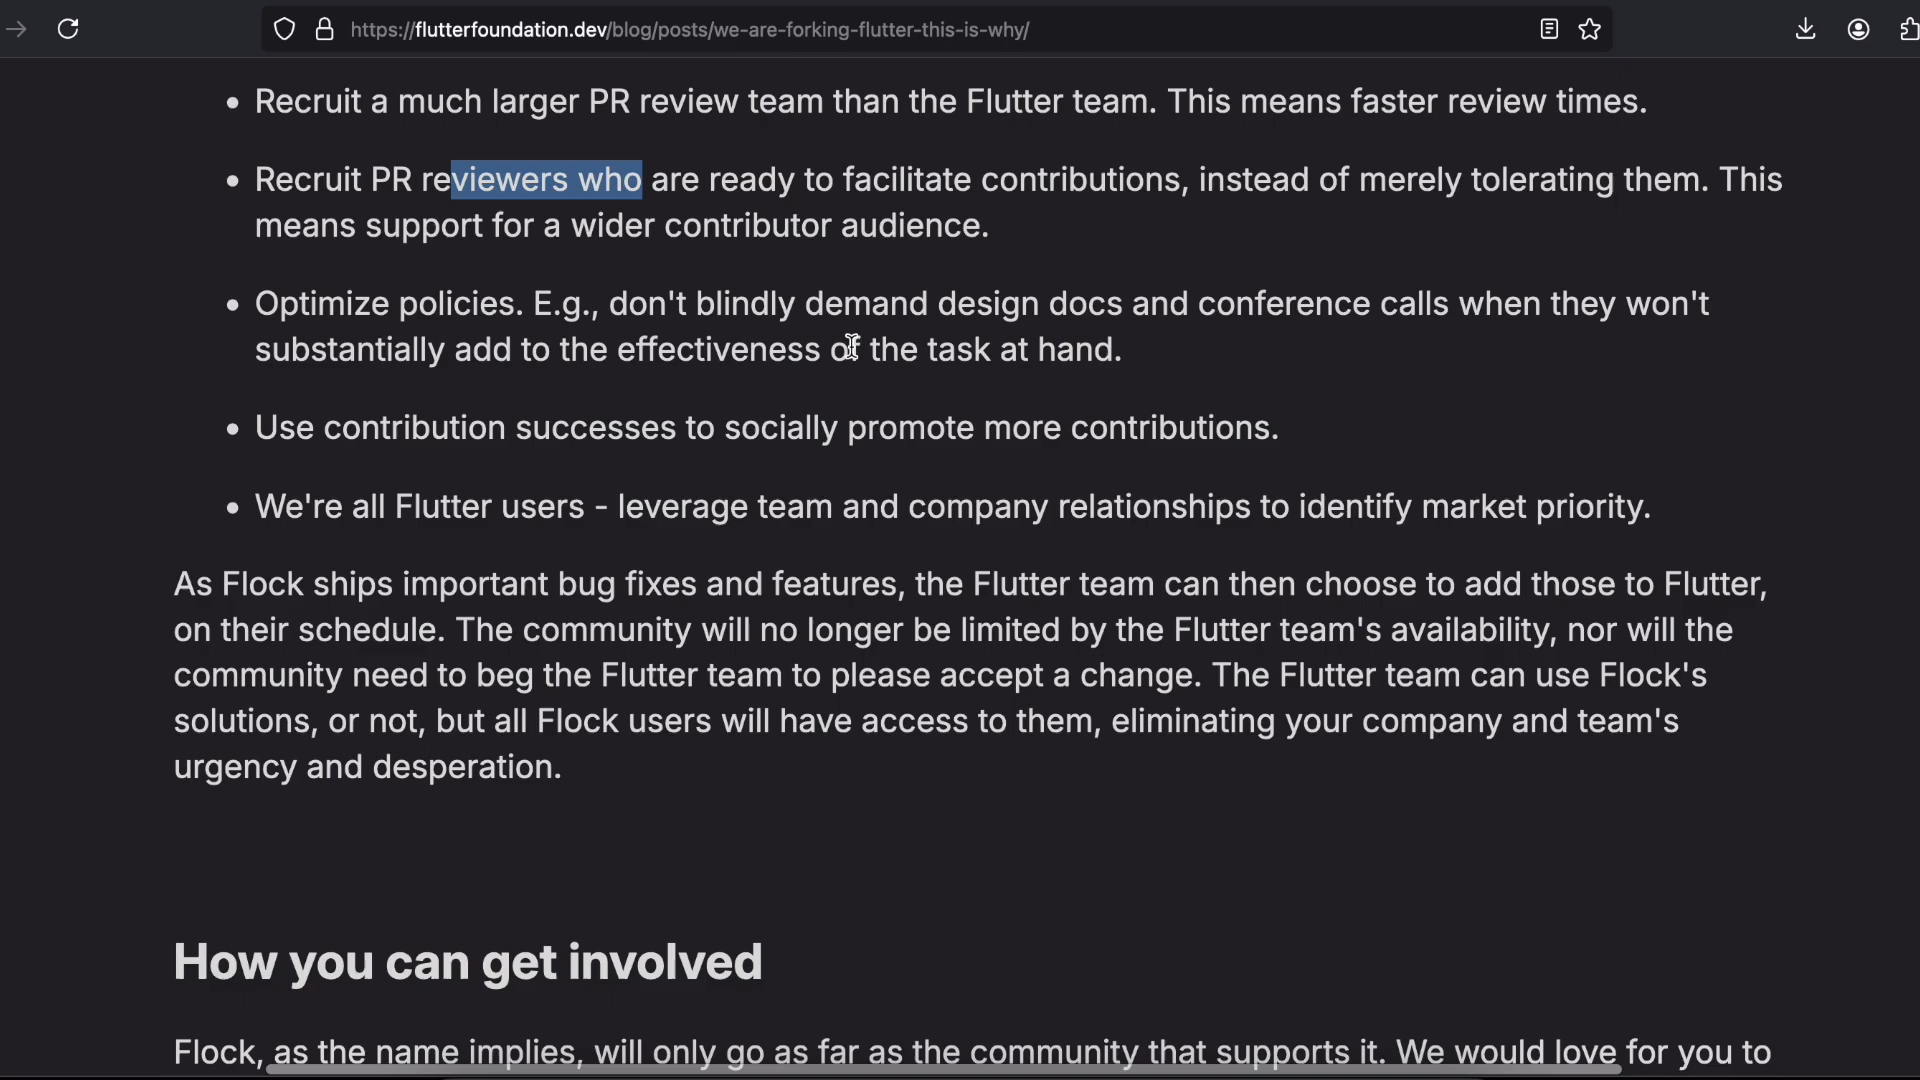 https://flutterfoundation.dev/blog/posts/we-are-forking-flutter-this-is-why/
• Recruit a much larger PR review team than the Flutter team. This means faster review times.
• Recruit PR reviewers who are ready to facilitate contributions, instead of merely tolerating them. This
means support for a wider contributor audience.
• Optimize policies. E.g., don't blindly demand design docs and conference calls when they won't
substantially add to the effectiveness of the task at hand.
• Use contribution successes to socially promote more contributions.
• We're all Flutter users - leverage team and company relationships to identify market priority.
As Flock ships important bug fixes and features, the Flutter team can then choose to add those to Flutter,
on their schedule. The community will no longer be limited by the Flutter team's availability, nor will the
community need to beg the Flutter team to please accept a change. The Flutter team can use Flock's
solutions, or not, but all Flock users will have access to them, eliminating your company and team's
urgency and desperation.
How you can get involved
Flock, as the name implies, will only go as far as the community that supports it. We would love for you to